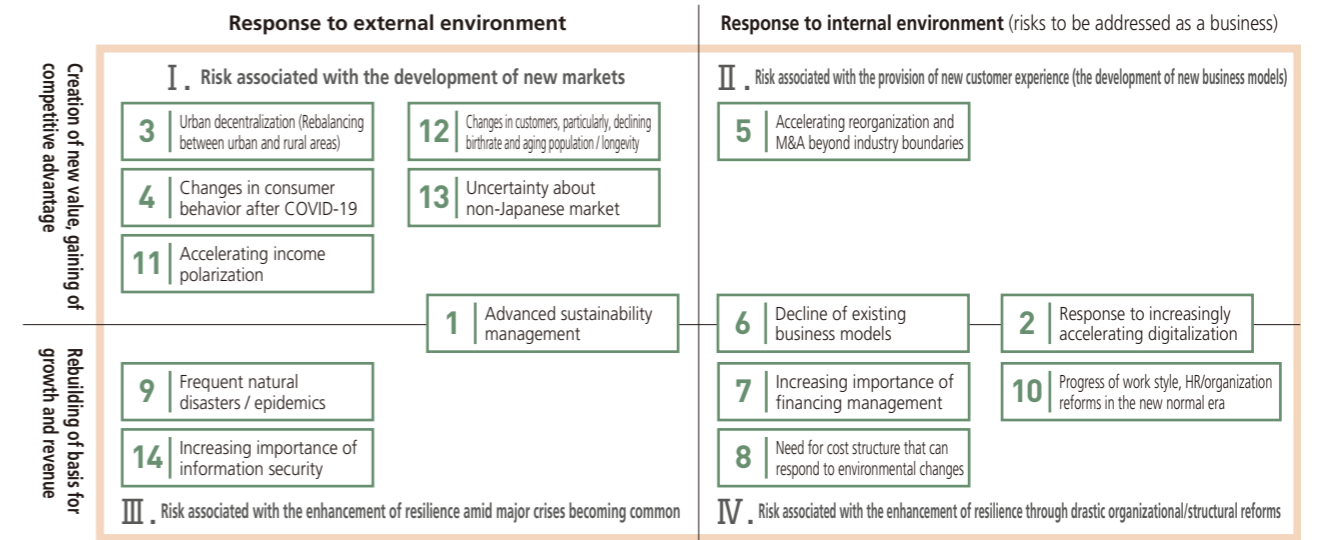 Response to external environment
Response to internal environment (risks to be addressed as a business)
Creation of new value, gaining of
competitive advantage
Ⅰ. Risk associated with the development of new markets
3
Urban decentralization (Rebalancing
between urban and rural areas)
12
Changes in customers, particularly, declining
birthrate and aging population / longevity
4
Changes in consumer
behavior after COVID-19
13
Uncertainty about
non-Japanese market
11
Accelerating income
polarization
Ⅱ. Risk associated with the provision of new customer experience (the development of new business models)
5
Accelerating reorganization and
M&A beyond industry boundaries
1
Advanced sustainability
management
6
Decline of existing
business models
2
Response to increasingly
accelerating digitalization
Rebuilding of basis for
growth and revenue
9
Frequent natural
disasters / epidemics
14
Increasing importance of
information security
Ⅲ. Risk associated with the enhancement of resilience amid major crises becoming common
7
Increasing importance of
financing management
10
Progress of work style, HR/organization
reforms in the new normal era
8
Need for cost structure that can
respond to environmental changes
Ⅳ. Risk associated with the enhancement of resilience through drastic organizational/structural reforms